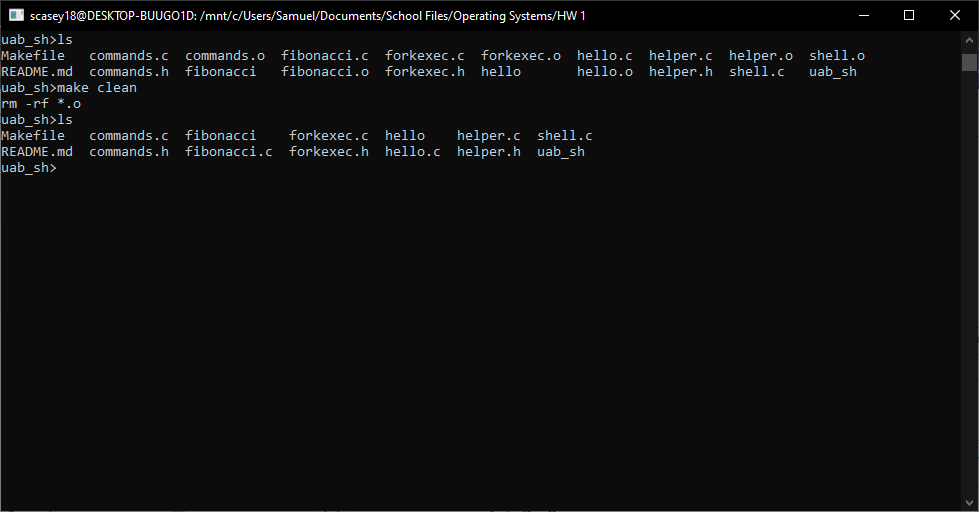 scasey18@DESKTOP-BUUGO1D: /mnt/c/Users/Samuel/Documents/School Files/Operating Systems/HW 1
uab_sh>ls
Makefile   commands.c  commands.o  fibonacci.c  forkexec.c  forkexec.o  hello.c  helper.c  helper.o  shell.o
README.md  commands.h  fibonacci   fibonacci.o  forkexec.h  hello       hello.o  helper.h  shell.c   uab_sh
uab_sh>make clean
rm -rf *.o
uab_sh>ls
Makefile   commands.c  fibonacci    forkexec.c  hello    helper.c  shell.c
README.md  commands.h  fibonacci.c  forkexec.h  hello.c  helper.h  uab_sh
uab_sh>